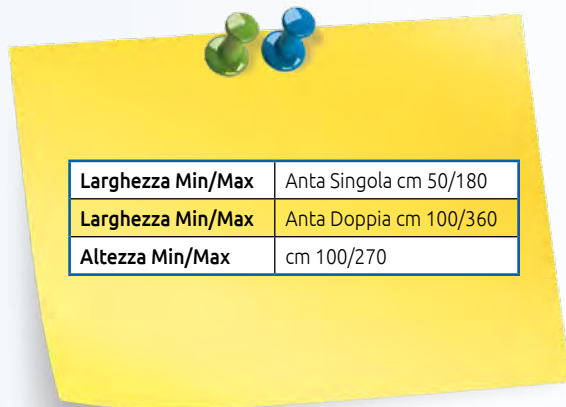 Larghezza Min/Max Anta Singola cm 50/180
Larghezza Min/Max Anta Doppia cm 100/360
Altezza Min/Max cm 100/270